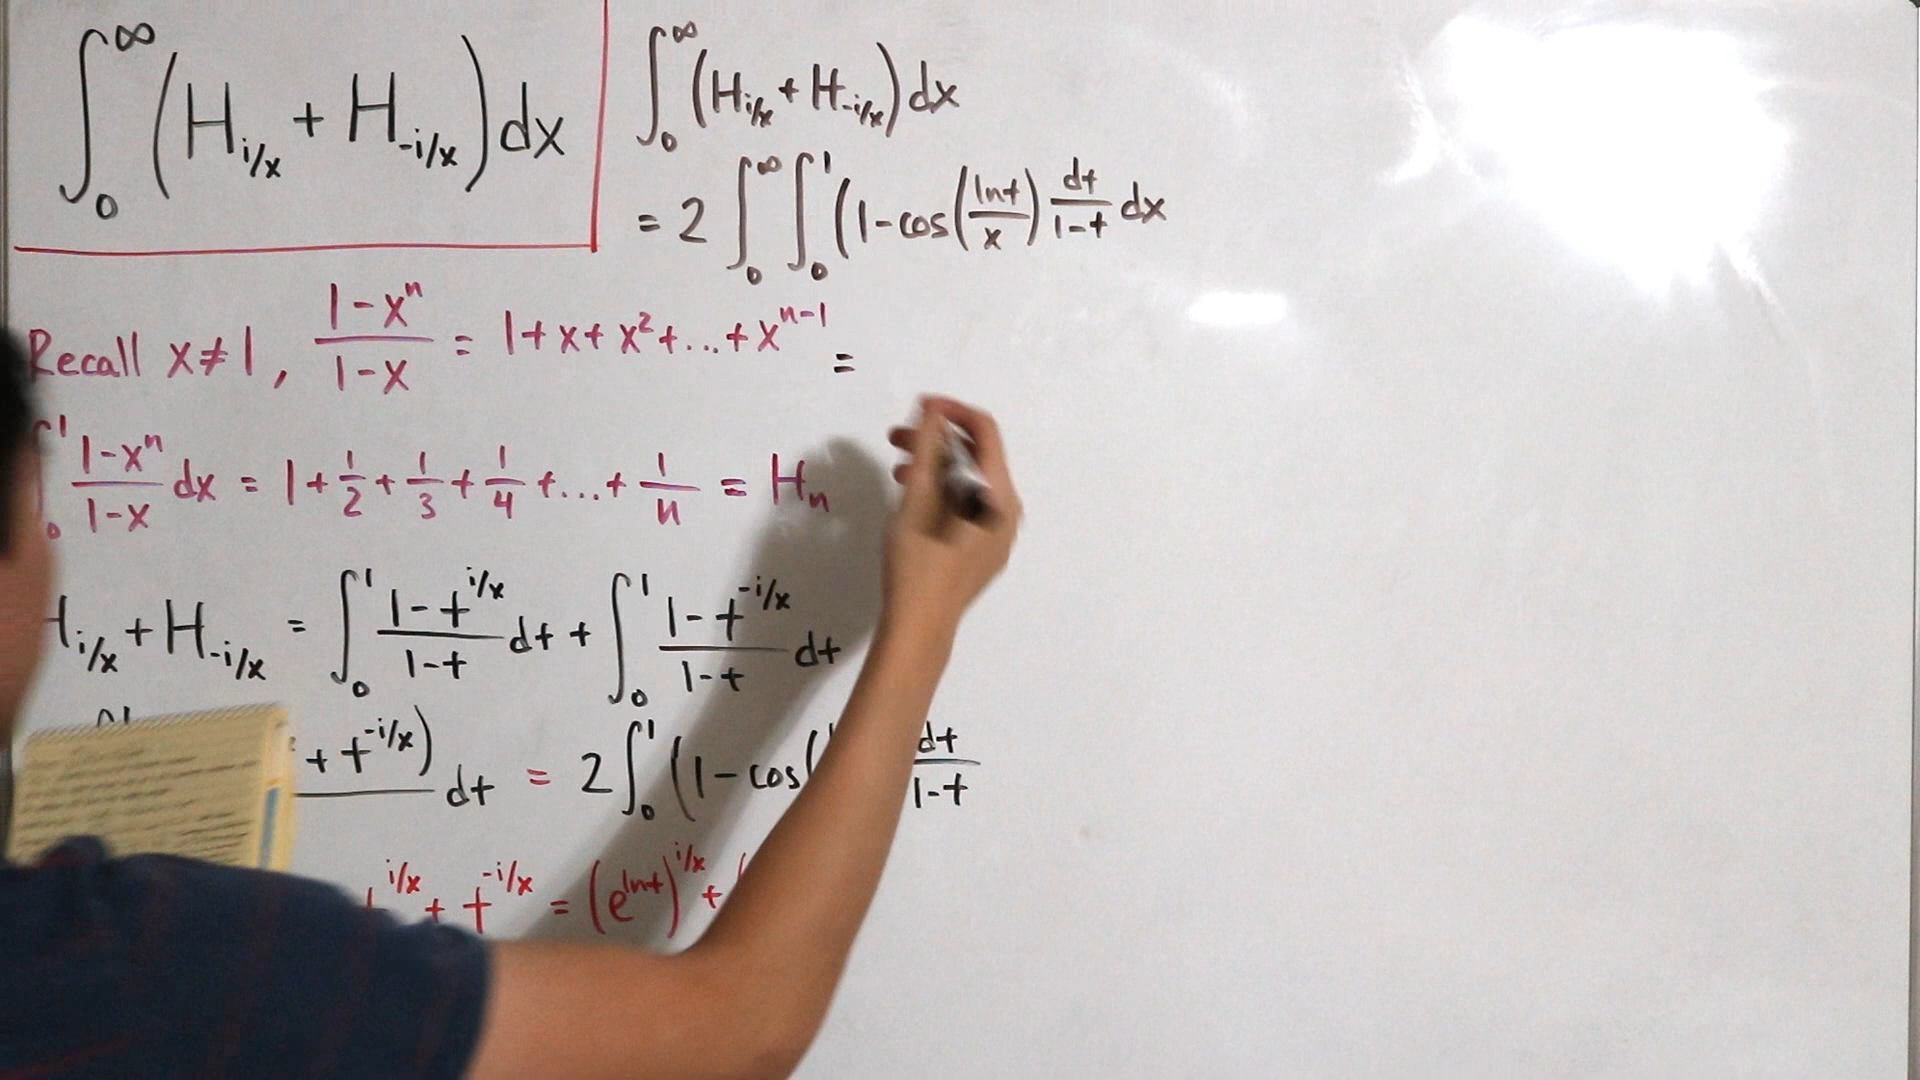 ∫₀^∞ (H_{i/x} + H_{-i/x}) dx
∫₀^∞ (H_{i/x} + H_{-i/x}) dx
= 2 ∫₀^∞ ∫₀^1 (1-cos(ln t / x) dt/(1-t) dx
Recall x≠1, (1-x^n)/(1-x) = 1+x+x²+...+x^{n-1}
=
∫₀^1 (1-x^n)/(1-x) dx = 1+1/2+1/3+1/4+...+1/n = H_n
H_{i/x} + H_{-i/x} = ∫₀^1 (1-t^{i/x})/(1-t) dt + ∫₀^1 (1-t^{-i/x})/(1-t) dt
+ t^{-i/x}) dt = 2 ∫₀^1 (1-cos( dt/(1-t)
t^{i/x} + t^{-i/x} = (e^{ln t})^{i/x} + (